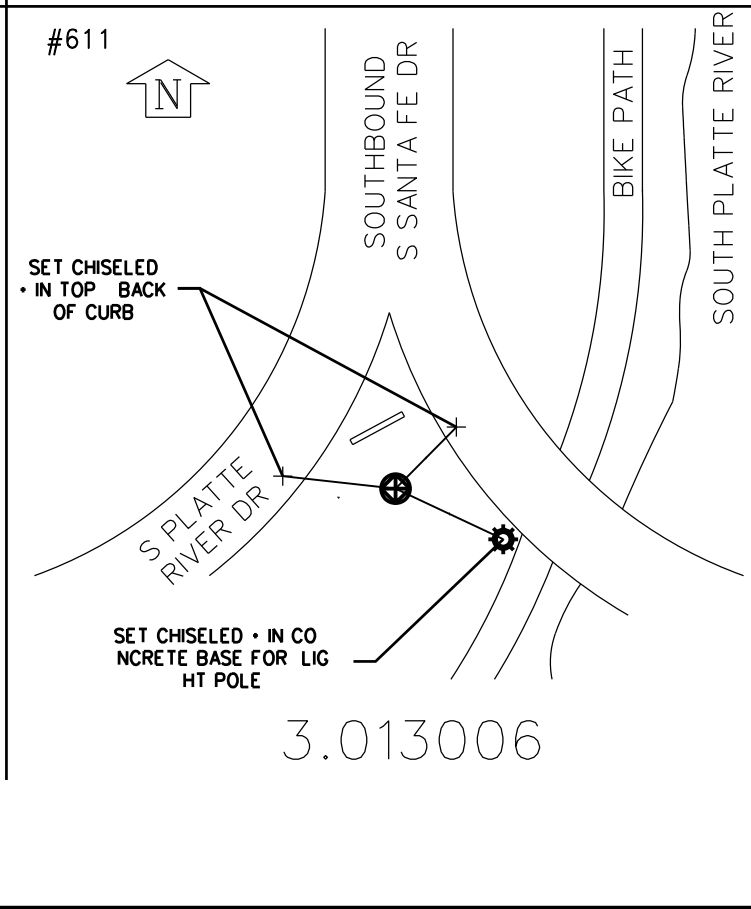 #611
N
SOUTHBOUND
S SANTA FE DR
BIKE PATH
SOUTH PLATTE RIVER
SET CHISELED
• IN TOP BACK
OF CURB
S PLATTE
RIVER DR
SET CHISELED • IN CO
NCRETE BASE FOR LIG
HT POLE
3.013006